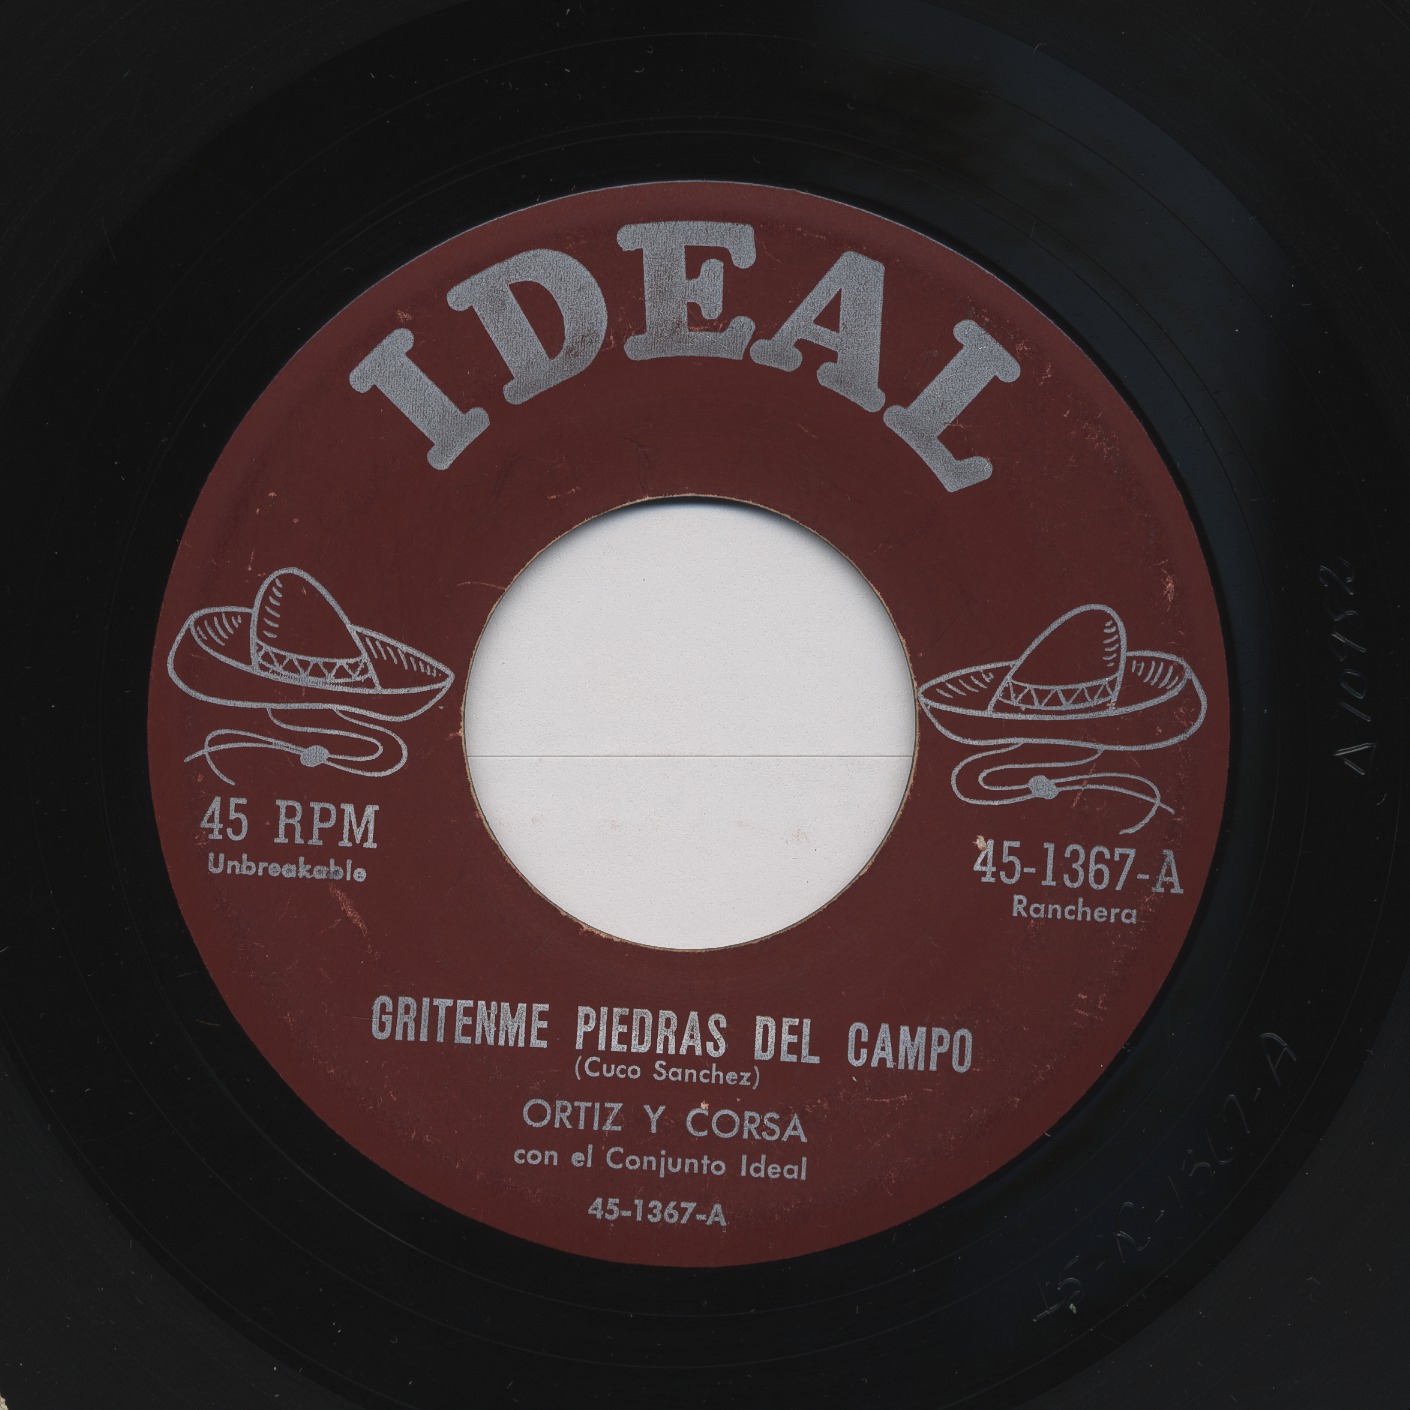 IDEAL
45 RPM
Unbreakable
45-1367-A
Ranchera
GRITENME PIEDRAS DEL CAMPO
(Cuco Sanchez)
ORTIZ Y CORSA
con el Conjunto Ideal
45-1367-A